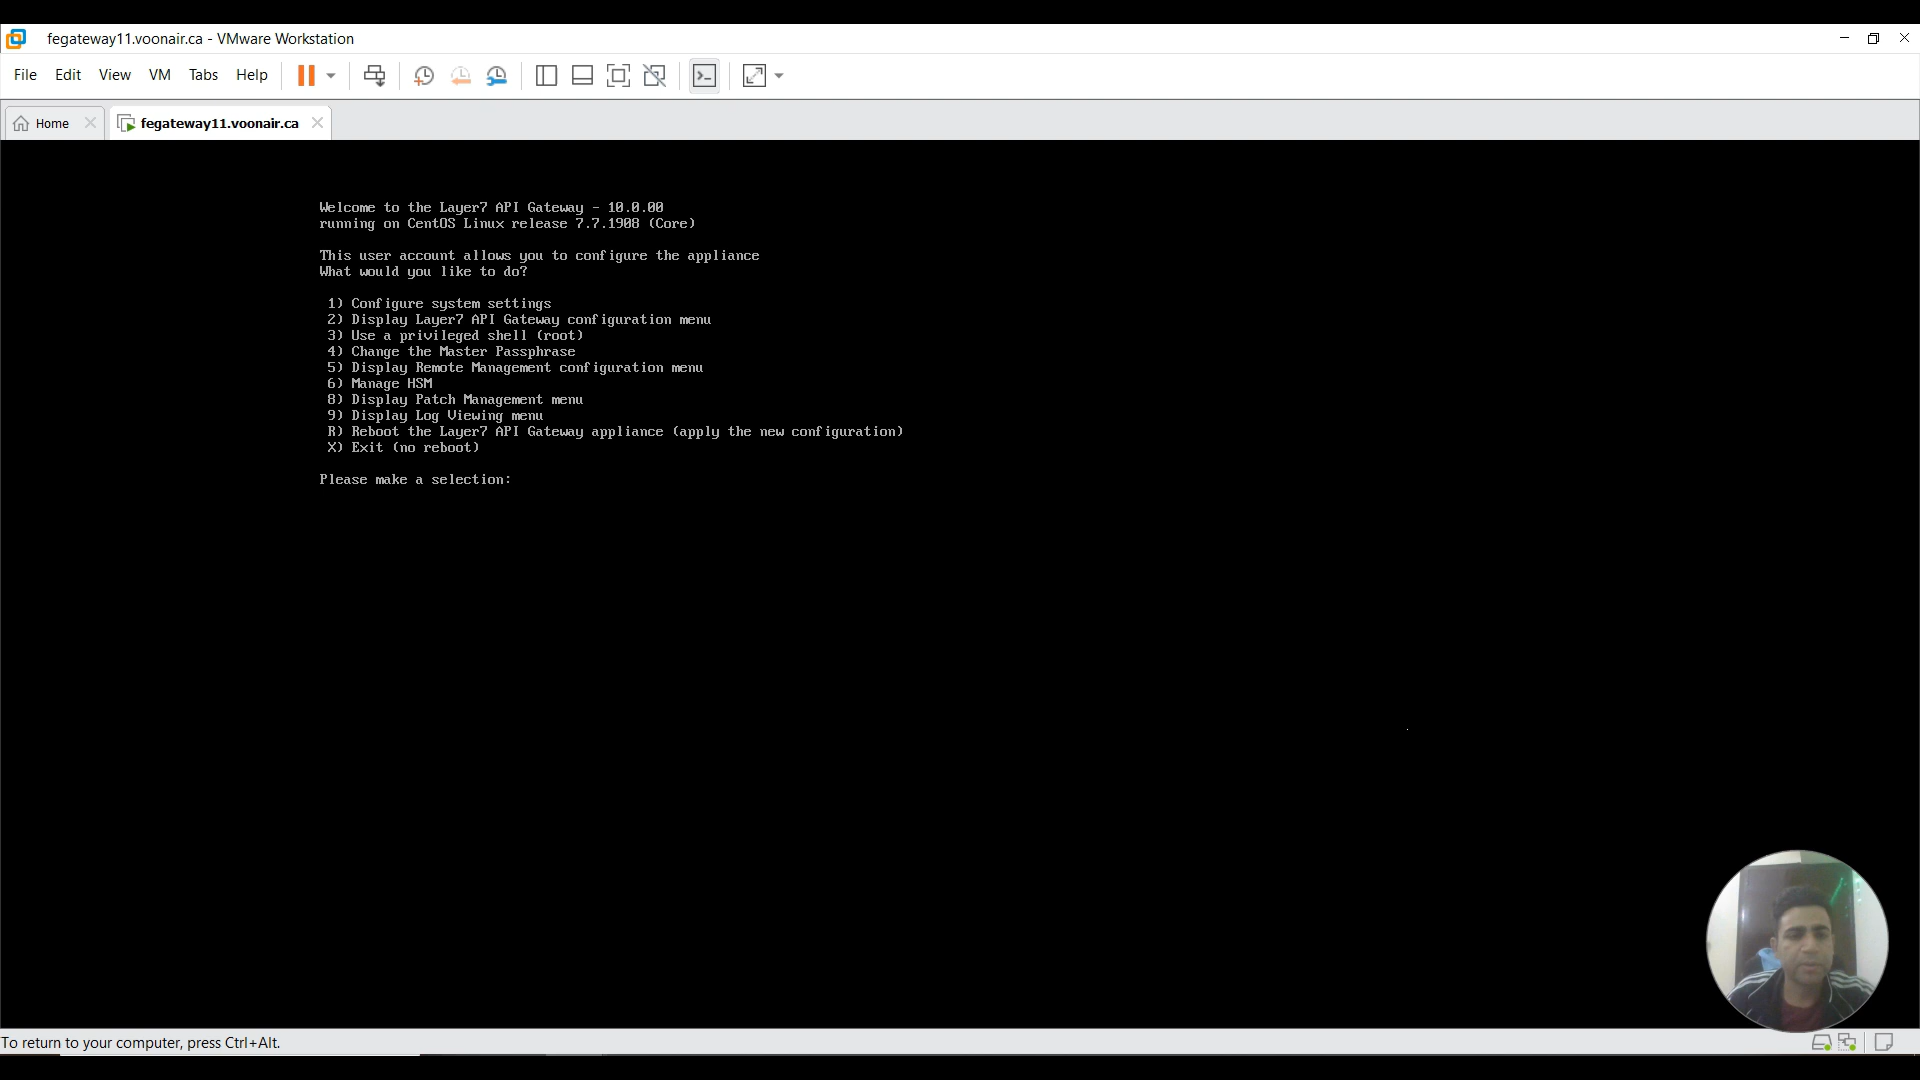 fegateway11.voonair.ca - VMware Workstation
File Edit View VM Tabs Help
Home fegateway11.voonair.ca
Welcome to the Layer7 API Gateway - 10.0.00
running on CentOS Linux release 7.7.1908 (Core)
This user account allows you to configure the appliance
What would you like to do?
1) Configure system settings
2) Display Layer7 API Gateway configuration menu
3) Use a privileged shell (root)
4) Change the Master Passphrase
5) Display Remote Management configuration menu
6) Manage HSM
8) Display Patch Management menu
9) Display Log Viewing menu
R) Reboot the Layer7 API Gateway appliance (apply the new configuration)
X) Exit (no reboot)
Please make a selection:
To return to your computer, press Ctrl+Alt.